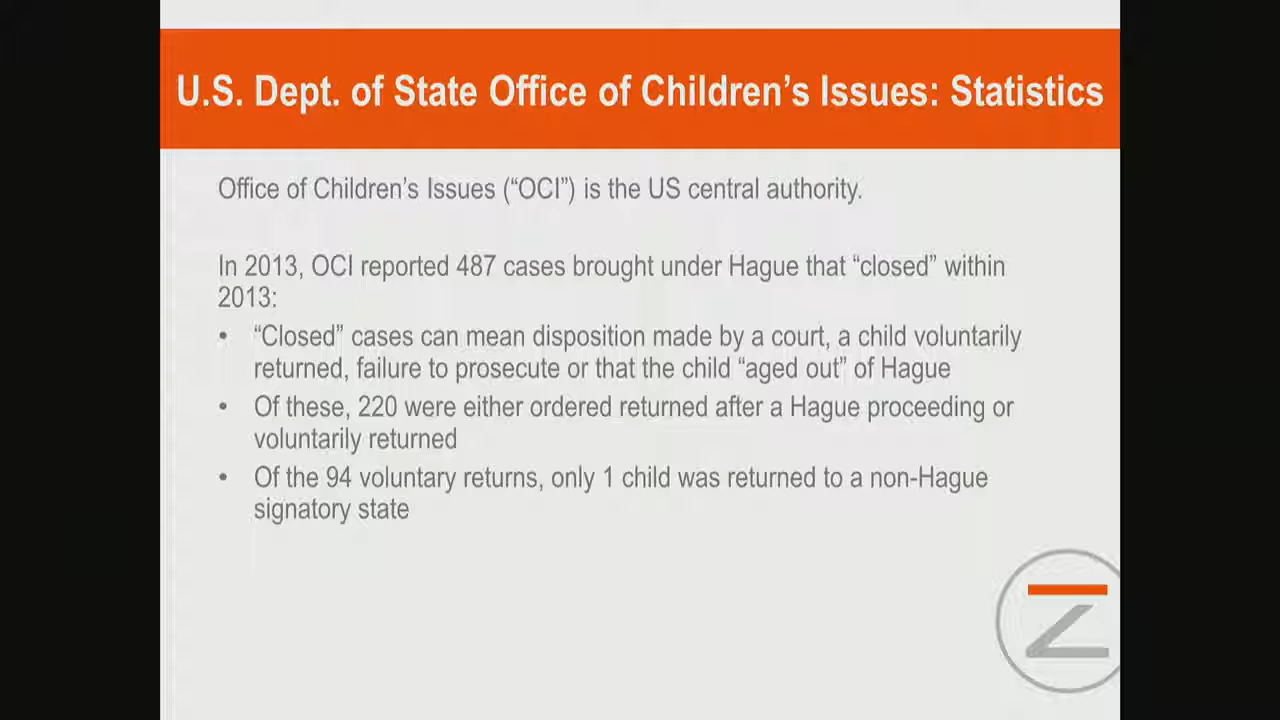 U.S. Dept. of State Office of Children’s Issues: Statistics
Office of Children’s Issues (“OCI”) is the US central authority.
In 2013, OCI reported 487 cases brought under Hague that “closed” within
2013:
• “Closed” cases can mean disposition made by a court, a child voluntarily
returned, failure to prosecute or that the child “aged out” of Hague
• Of these, 220 were either ordered returned after a Hague proceeding or
voluntarily returned
• Of the 94 voluntary returns, only 1 child was returned to a non-Hague
signatory state
Z